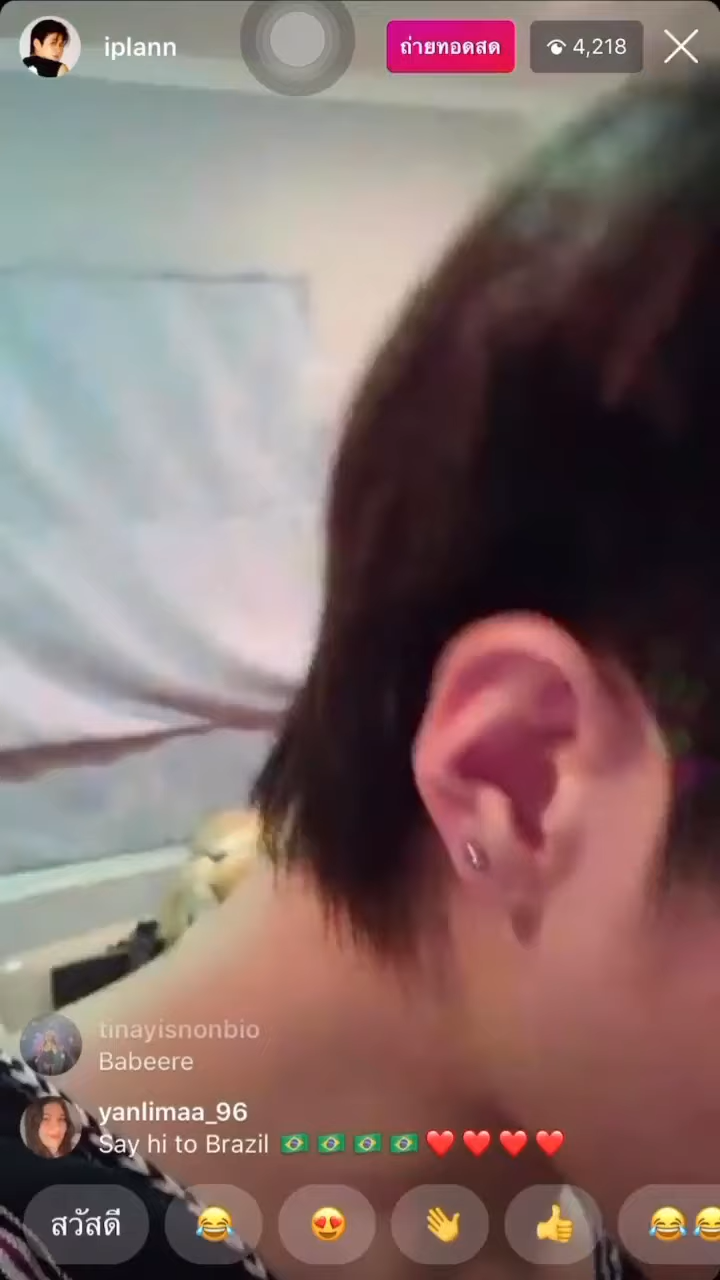 iplann
ถ่ายทอดสด
4,218
tinayisnonbio
Babeere
yanlimaa_96
Say hi to Brazil 🇧🇷 🇧🇷 🇧🇷 🇧🇷 ❤️ ❤️ ❤️ ❤️
สวัสดี 😂 😍 👋 👍 😂😂